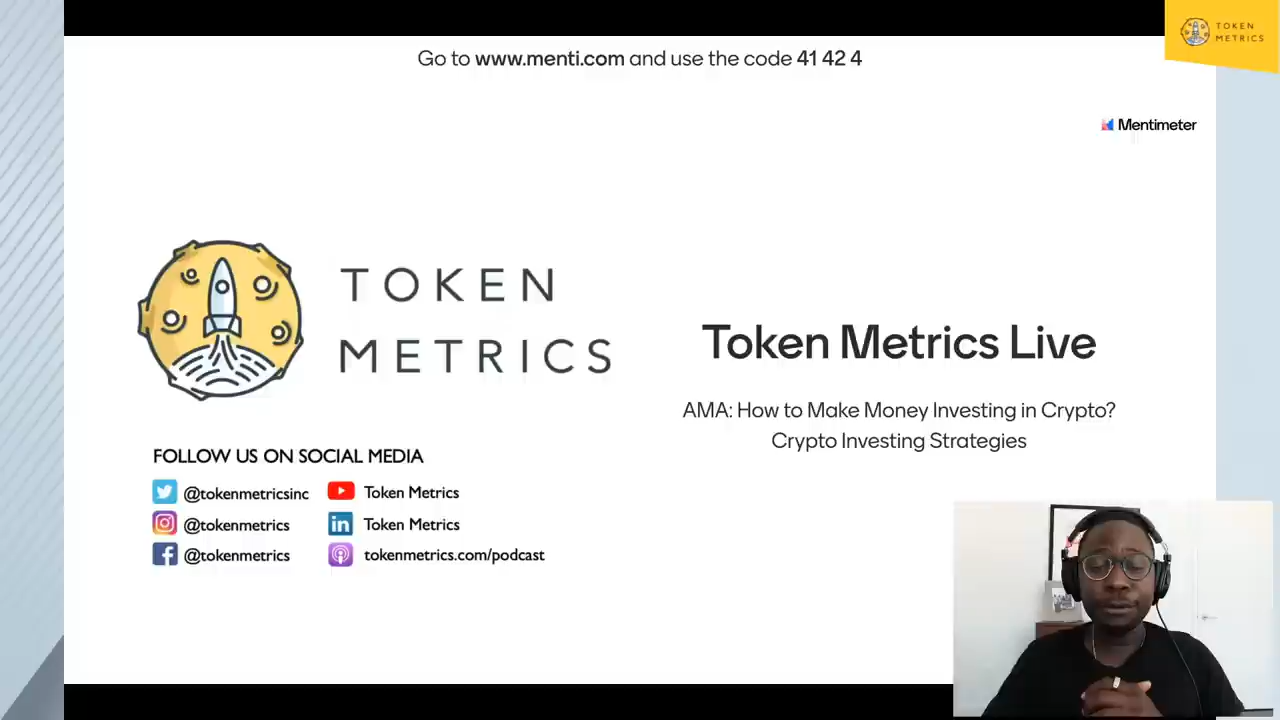 Go to www.menti.com and use the code 41 42 4
TOKEN
METRICS
Mentimeter
TOKEN
METRICS
Token Metrics Live
AMA: How to Make Money Investing in Crypto?
Crypto Investing Strategies
FOLLOW US ON SOCIAL MEDIA
@tokenmetricsinc
Token Metrics
@tokenmetrics
Token Metrics
@tokenmetrics
tokenmetrics.com/podcast